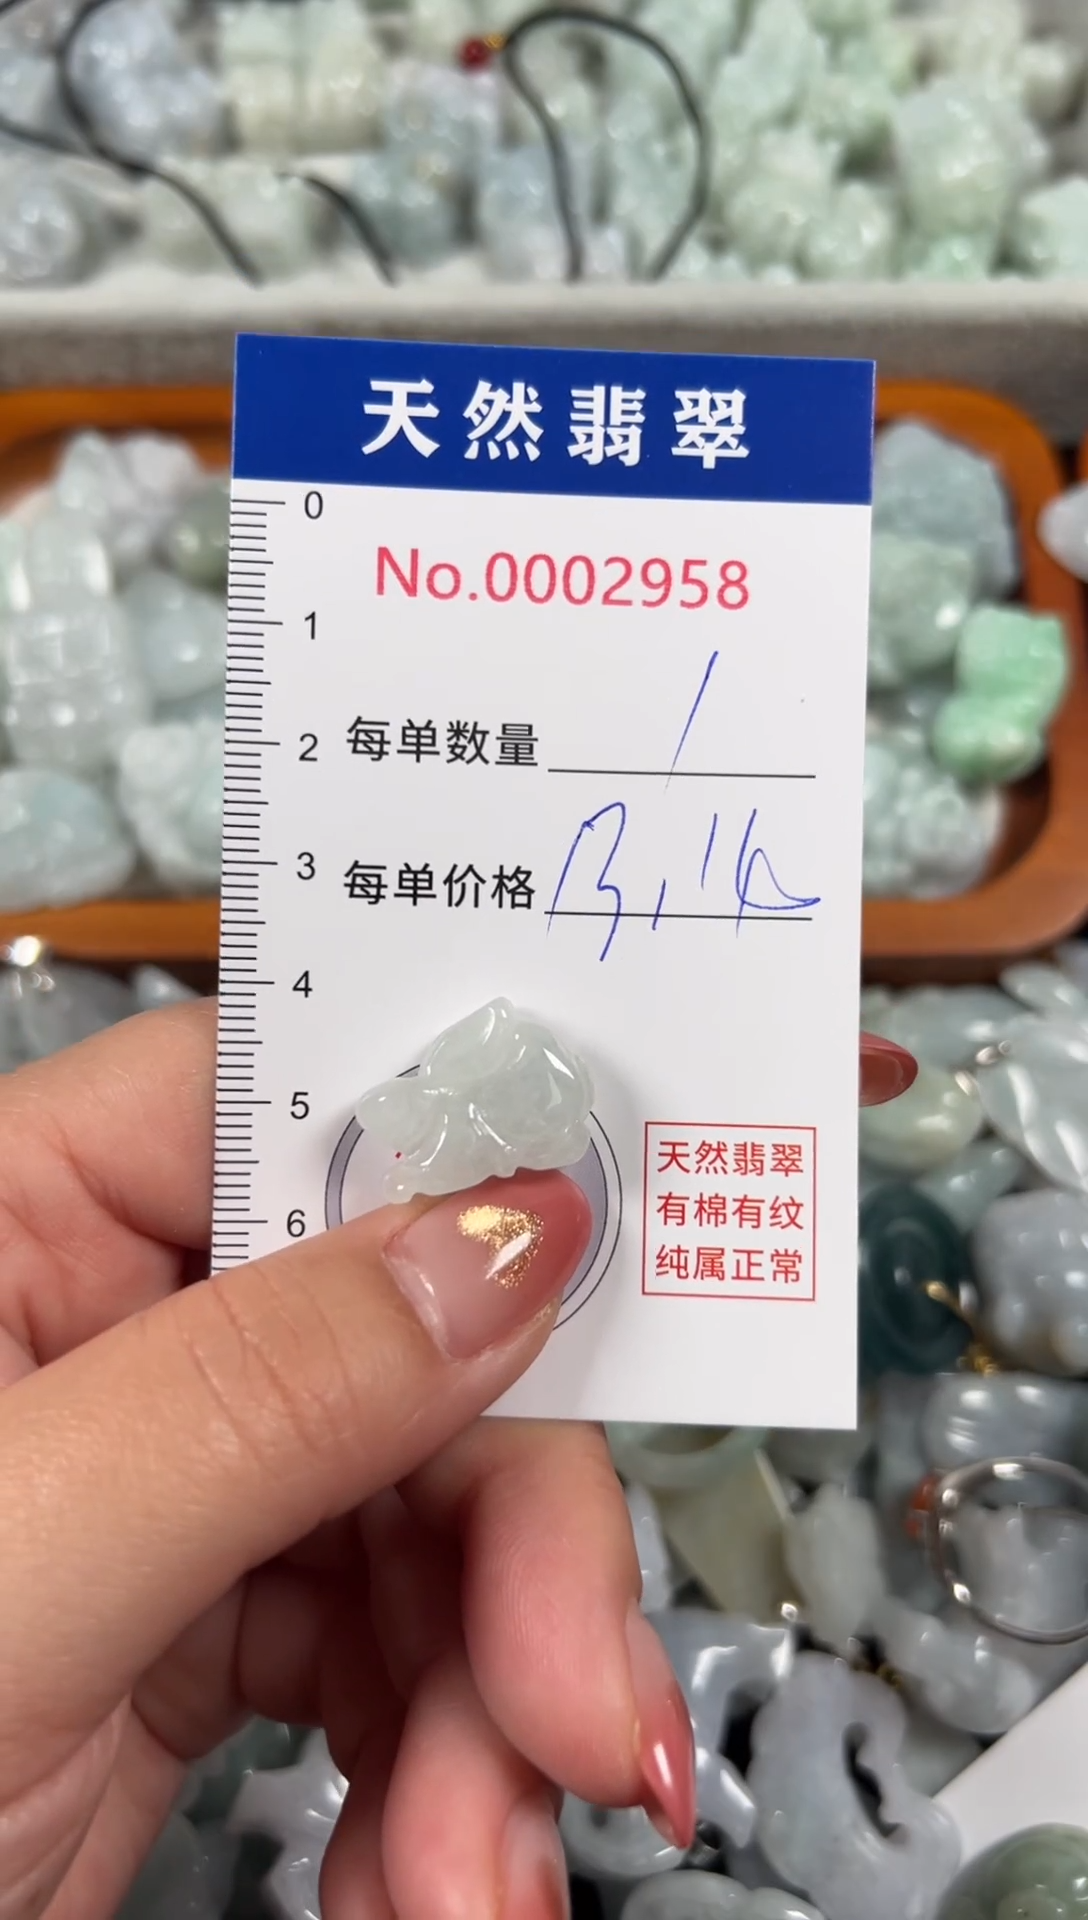 天然翡翠
0
No.0002958
1
2 每单数量 1
3 每单价格
4
5
天然翡翠
有棉有纹
6
纯属正常